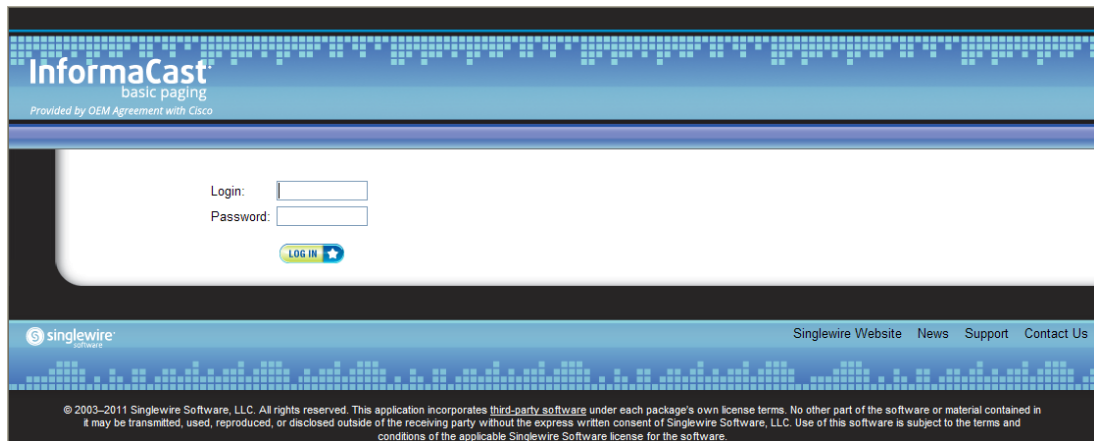 InformaCast
basic paging
Provided by OEM Agreement with Cisco
Login:
Password:
LOG IN
singlewire
software
Singlewire Website News Support Contact Us
© 2003–2011 Singlewire Software, LLC. All rights reserved. This application incorporates third-party software under each package's own license terms. No other part of the software or material contained in
it may be transmitted, used, reproduced, or disclosed outside of the receiving party without the express written consent of Singlewire Software, LLC. Use of this software is subject to the terms and
conditions of the applicable Singlewire Software license for the software.